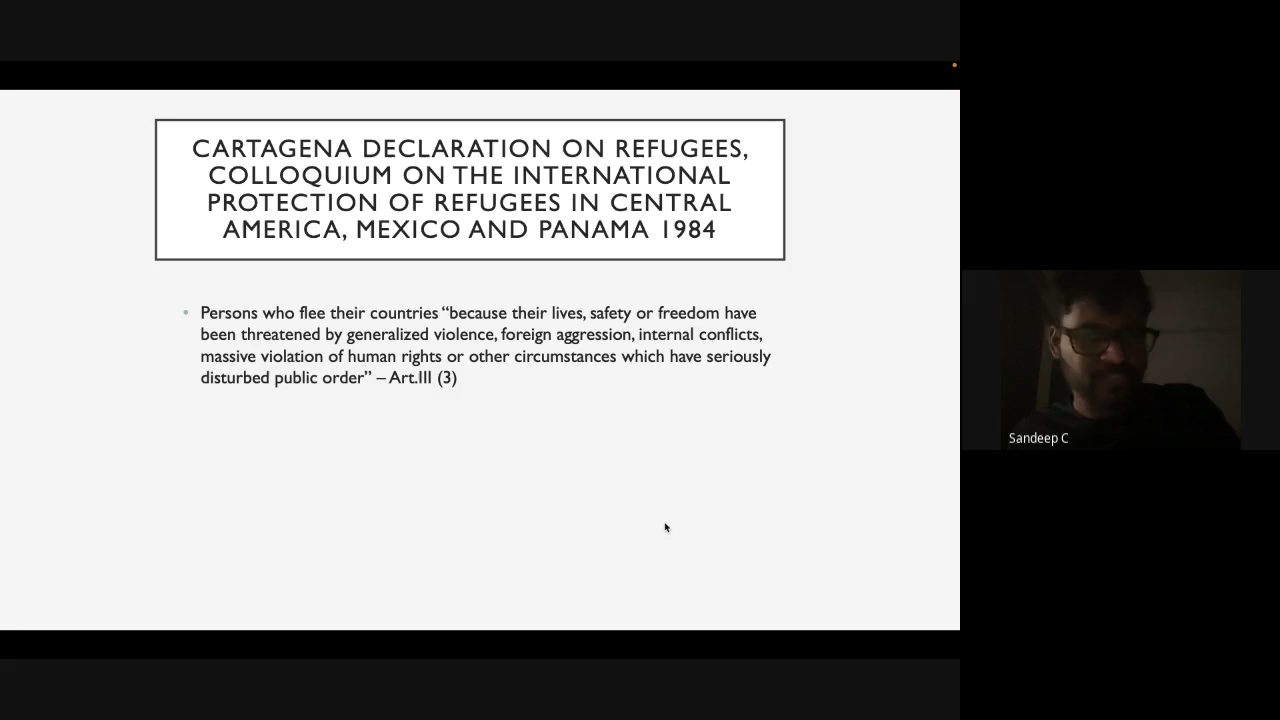 CARTAGENA DECLARATION ON REFUGEES,
COLLOQUIUM ON THE INTERNATIONAL
PROTECTION OF REFUGEES IN CENTRAL
AMERICA, MEXICO AND PANAMA 1984
• Persons who flee their countries “because their lives, safety or freedom have
been threatened by generalized violence, foreign aggression, internal conflicts,
massive violation of human rights or other circumstances which have seriously
disturbed public order” – Art.III (3)
Sandeep C